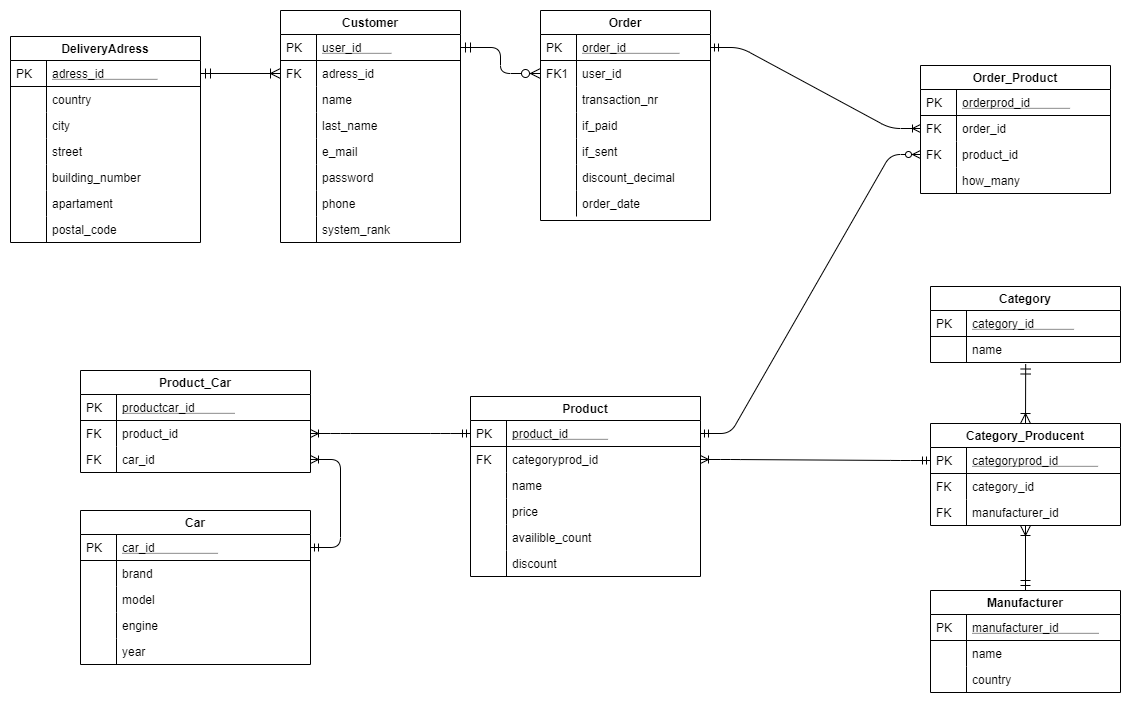 DeliveryAdress
PK adress_id
country
city
street
building_number
apartament
postal_code
Customer
PK user_id
FK adress_id
name
last_name
e_mail
password
phone
system_rank
Order
PK order_id
FK1 user_id
transaction_nr
if_paid
if_sent
discount_decimal
order_date
Order_Product
PK orderprod_id
FK order_id
FK product_id
how_many
Product_Car
PK productcar_id
FK product_id
FK car_id
Car
PK car_id
brand
model
engine
year
Product
PK product_id
FK categoryprod_id
name
price
availible_count
discount
Category
PK category_id
name
Category_Producent
PK categoryprod_id
FK category_id
FK manufacturer_id
Manufacturer
PK manufacturer_id
name
country